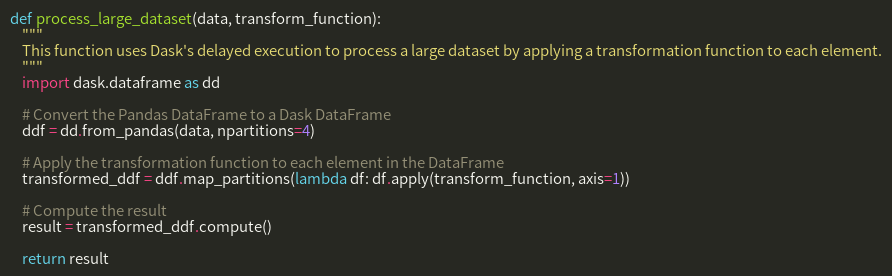 def process_large_dataset(data, transform_function):
    """
    This function uses Dask's delayed execution to process a large dataset by applying a transformation function to each element.
    """
    import dask.dataframe as dd

    # Convert the Pandas DataFrame to a Dask DataFrame
    ddf = dd.from_pandas(data, npartitions=4)

    # Apply the transformation function to each element in the DataFrame
    transformed_ddf = ddf.map_partitions(lambda df: df.apply(transform_function, axis=1))

    # Compute the result
    result = transformed_ddf.compute()

    return result